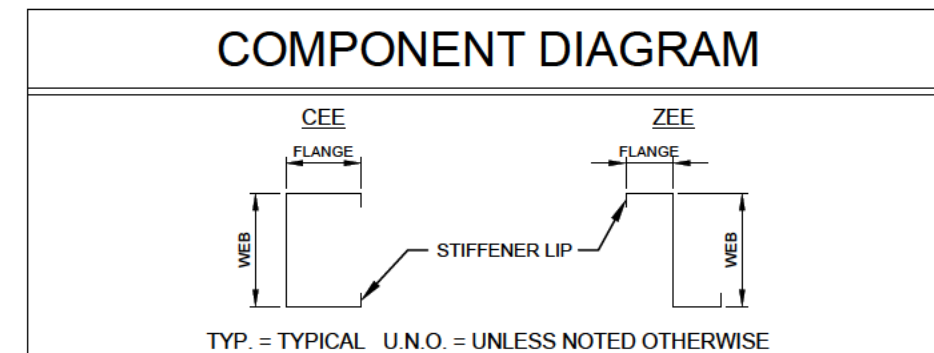 COMPONENT DIAGRAM
CEE
ZEE
FLANGE
FLANGE
WEB
STIFFENER LIP
WEB
TYP. = TYPICAL U.N.O. = UNLESS NOTED OTHERWISE